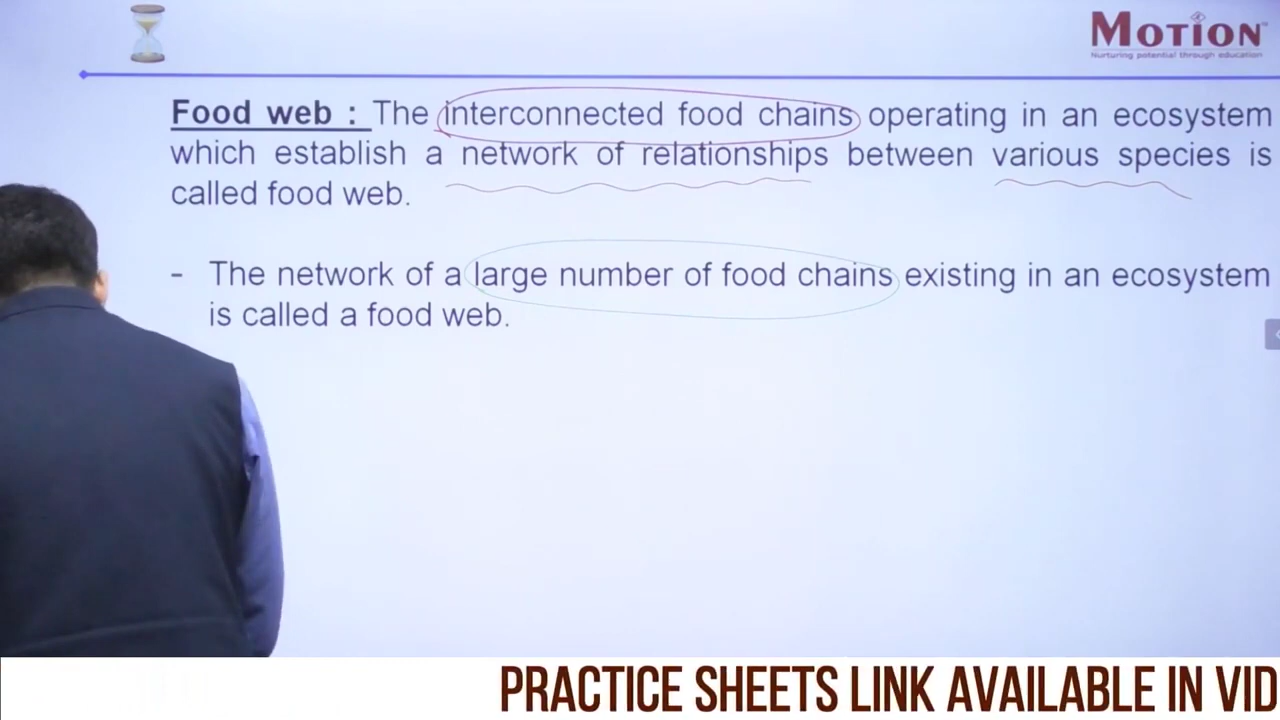 MOTION
Nurturing potential through education
Food web : The interconnected food chains operating in an ecosystem
which establish a network of relationships between various species is
called food web.
- The network of a large number of food chains existing in an ecosystem
is called a food web.
PRACTICE SHEETS LINK AVAILABLE IN VID